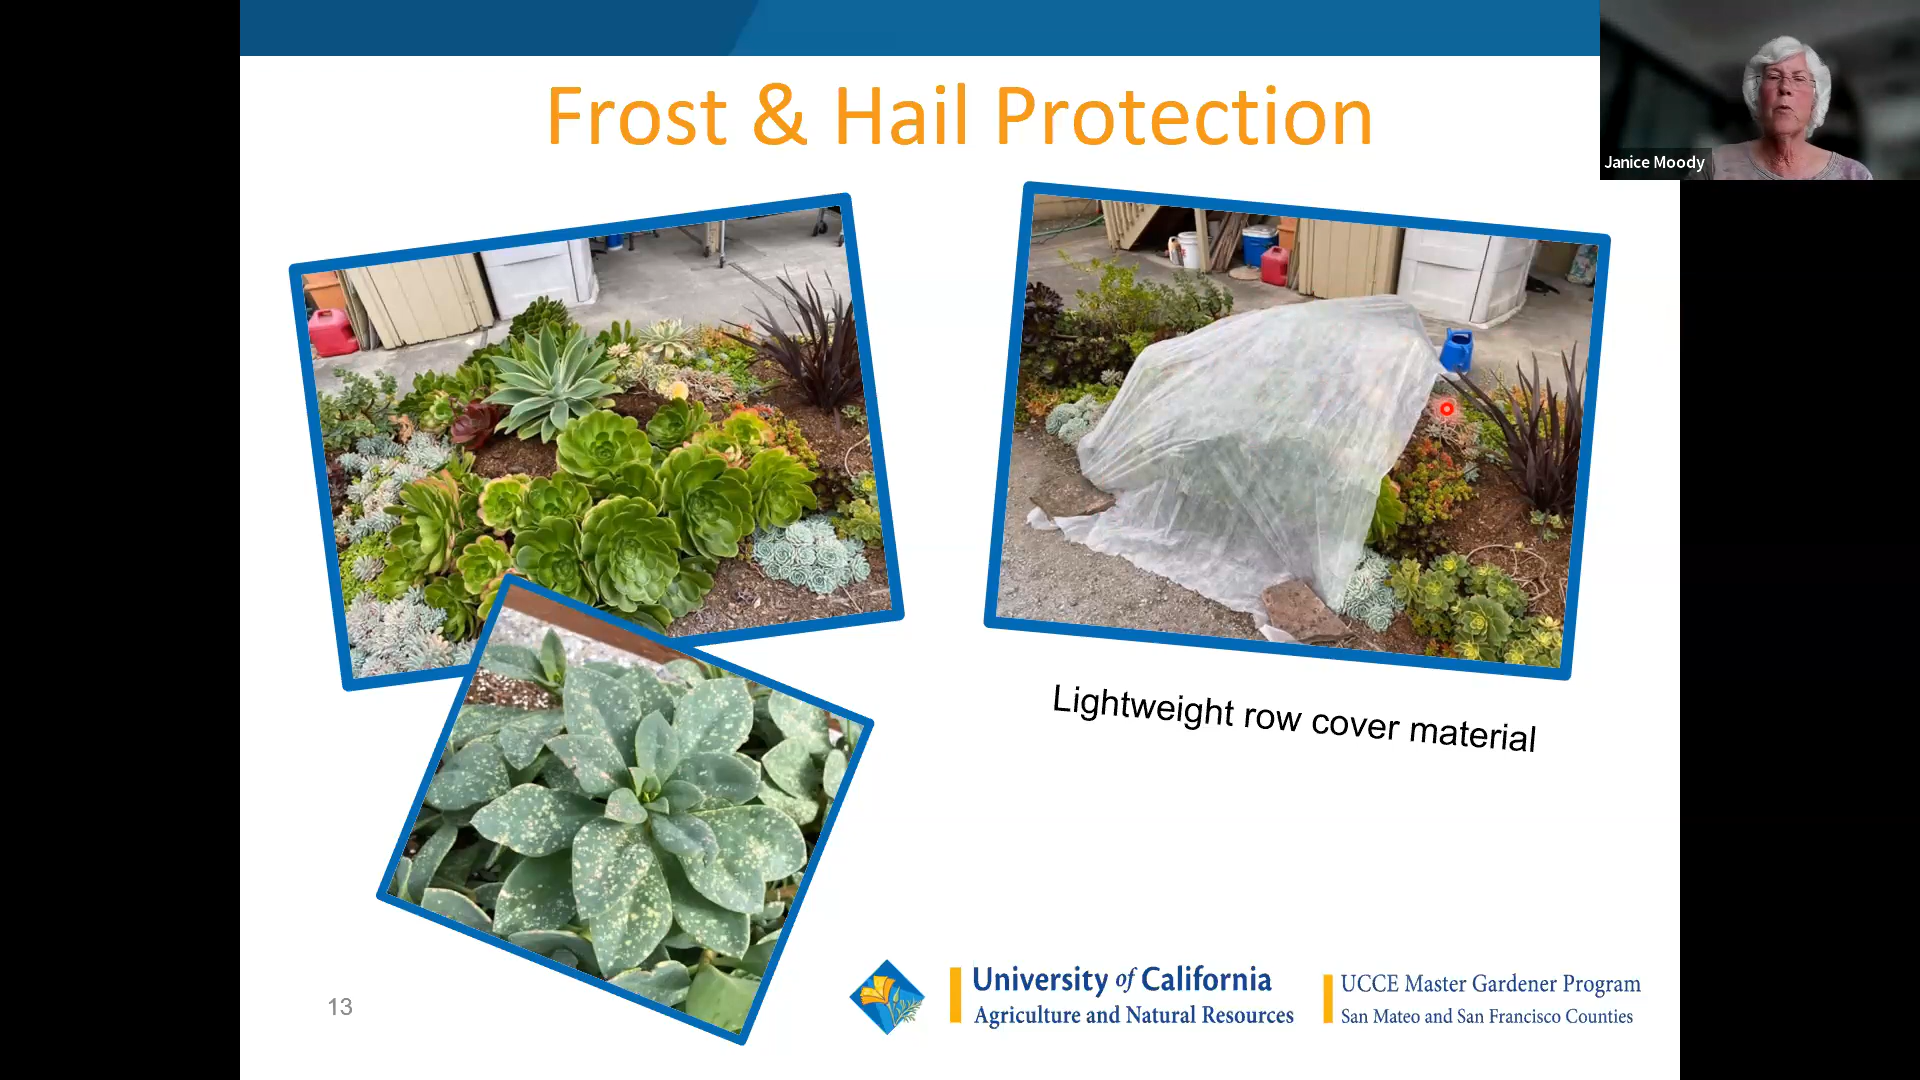 Frost & Hail Protection
Janice Moody
Lightweight row cover material
University of California
Agriculture and Natural Resources
UCCE Master Gardener Program
San Mateo and San Francisco Counties
13